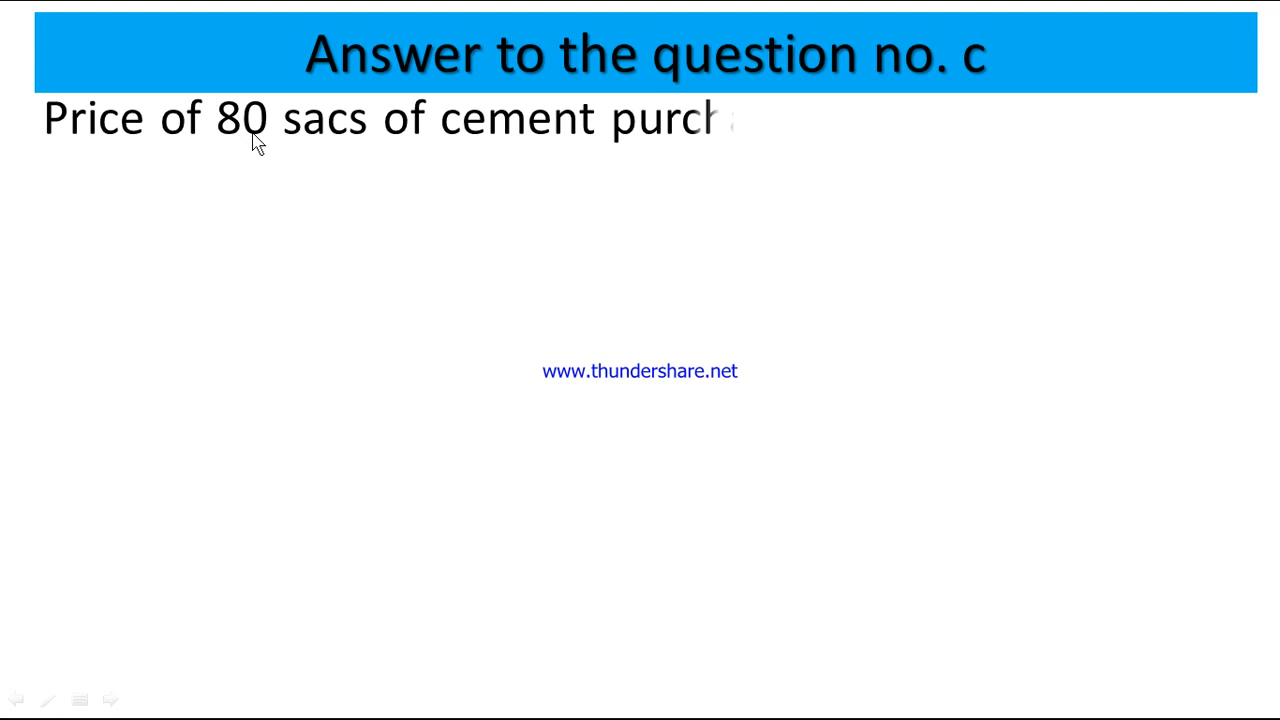 Answer to the question no. c
Price of 80 sacs of cement purch
www.thundershare.net